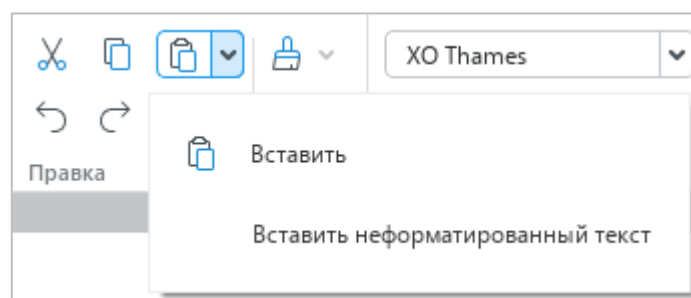 XO Thames
Вставить
Правка
Вставить неформатированный текст